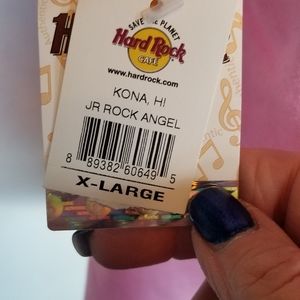 SAVE THE PLANET
Hard Rock
CAFE
www.hardrock.com
KONA, HI
JR ROCK ANGEL
8 89382 60649 5
X-LARGE